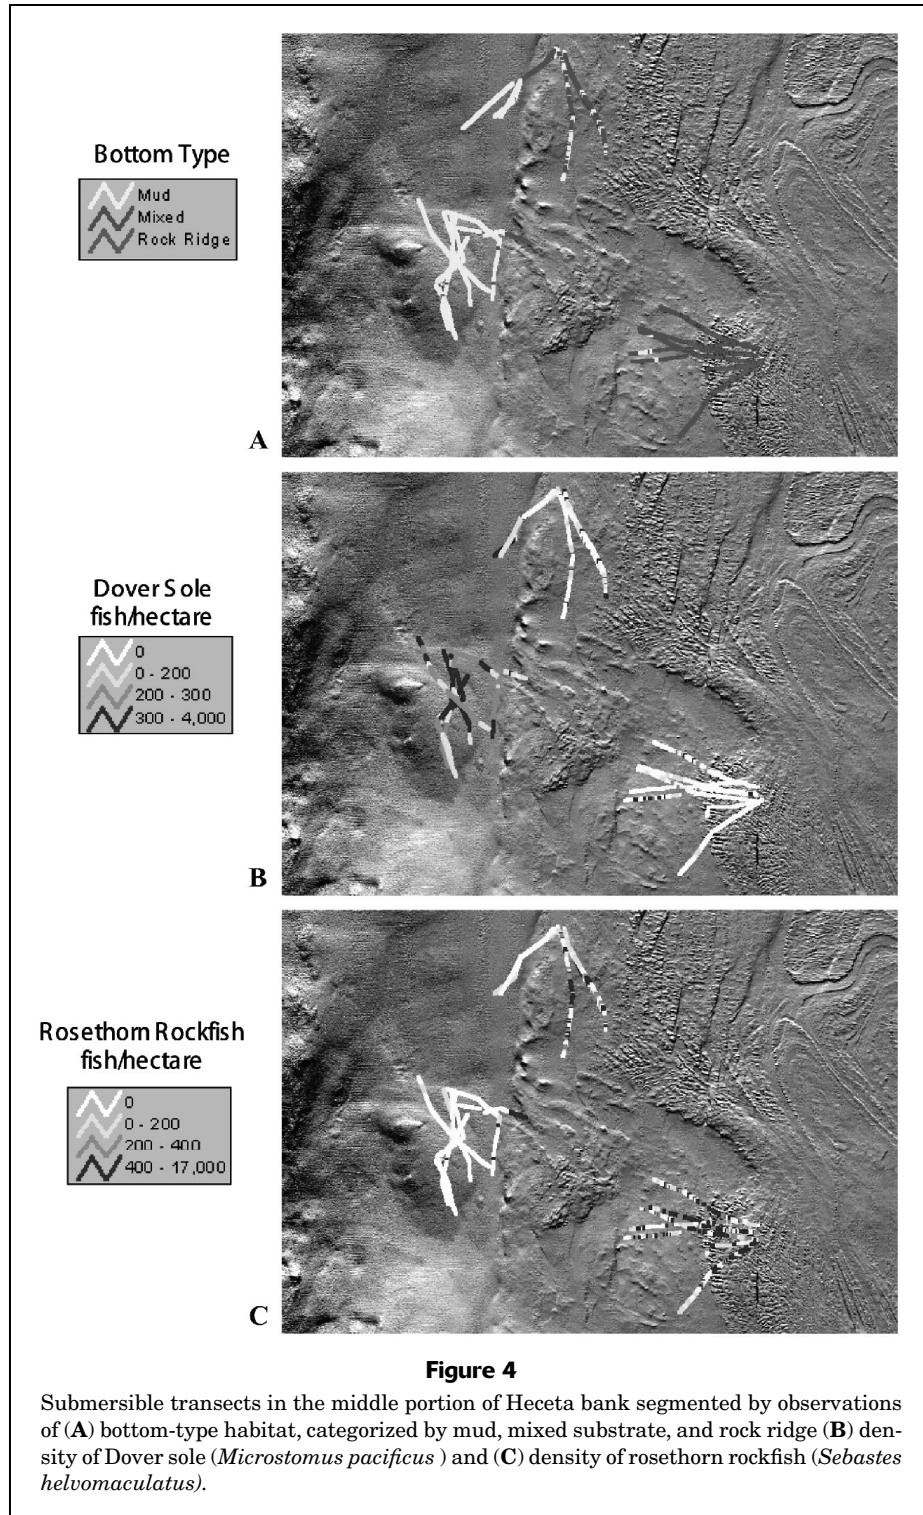 Bottom Type
Mud
Mixed
Rock Ridge
A
Dover Sole
fish/hectare
0
0 - 200
200 - 300
300 - 4,000
B
Rosethorn Rockfish
fish/hectare
0
0 - 200
200 - 400
400 - 17,000
C
Figure 4
Submersible transects in the middle portion of Heceta bank segmented by observations
of (A) bottom-type habitat, categorized by mud, mixed substrate, and rock ridge (B) den-
sity of Dover sole (Microstomus pacificus ) and (C) density of rosethorn rockfish (Sebastes
helvomaculatus).